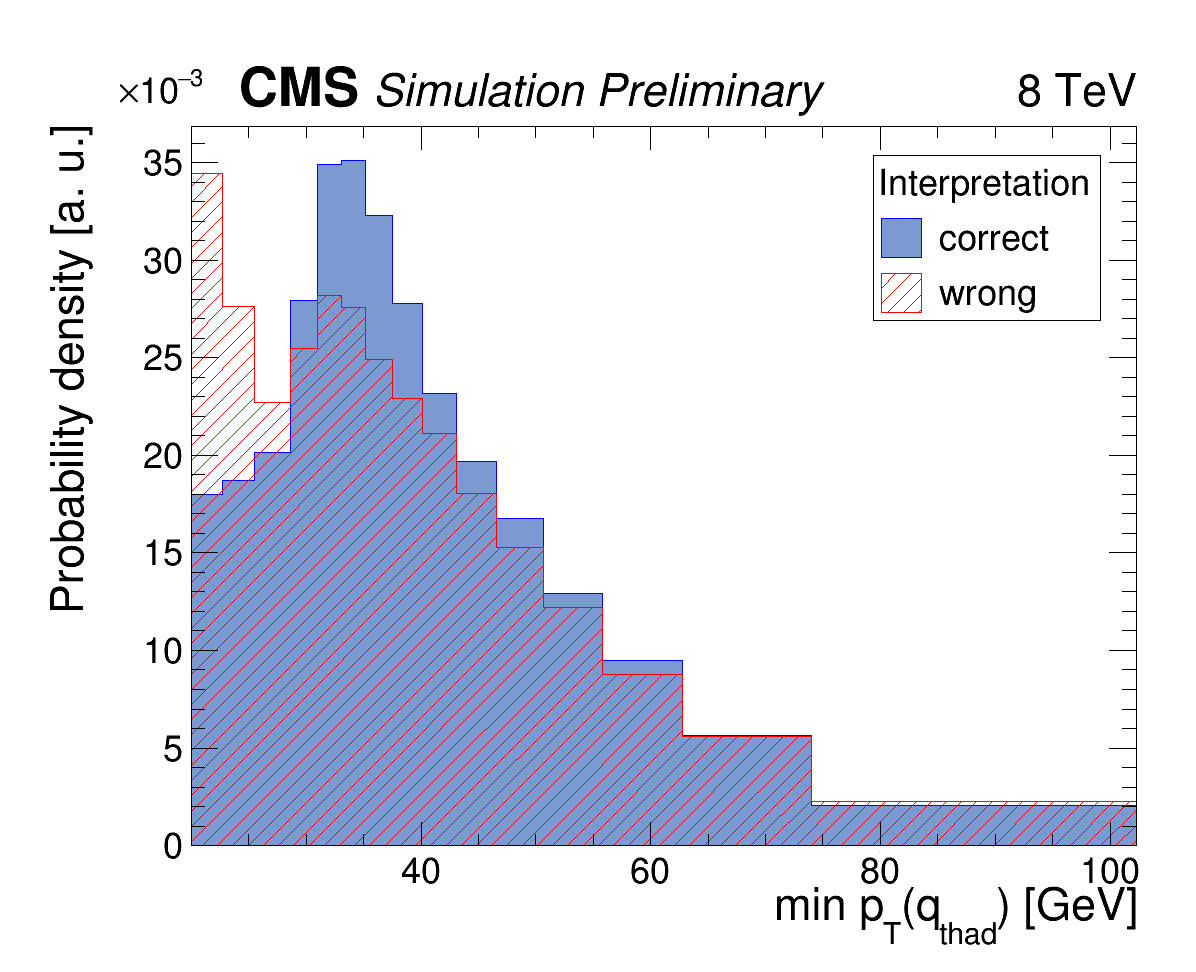 ×10⁻³ CMS Simulation Preliminary 8 TeV
Probability density [a. u.]
35
30
25
20
15
10
5
0
Interpretation
correct
wrong
40 60 80 100
min p_T(q_thad) [GeV]